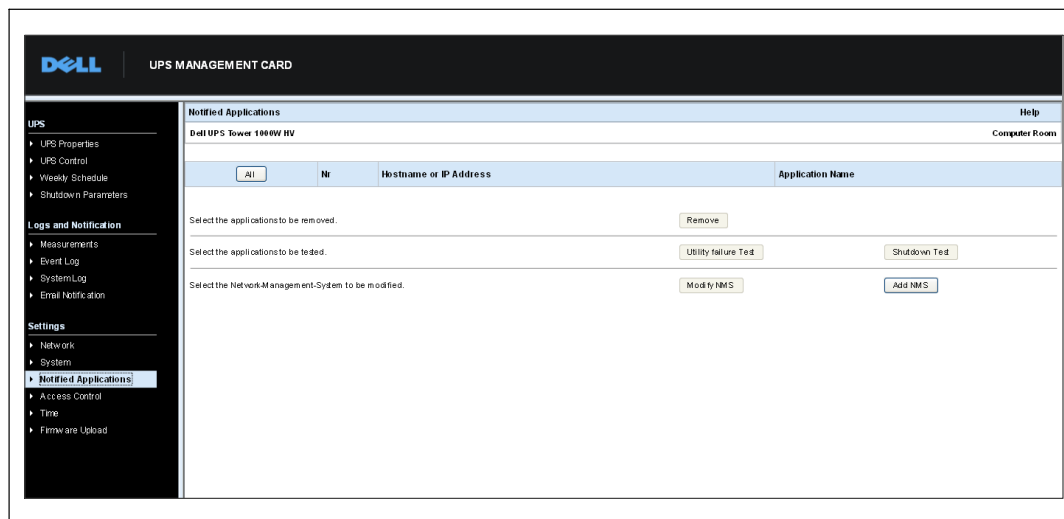 DELL
UPS MANAGEMENT CARD
UPS
UPS Properties
UPS Control
Weekly Schedule
Shutdown Parameters
Logs and Notification
Measurements
Event Log
System Log
Email Notification
Settings
Network
System
Notified Applications
Access Control
Time
Firmware Upload
Notified Applications Help
Dell UPS Tower 1000W HV Computer Room
All Nr Hostname or IP Address Application Name
Select the applications to be removed. Remove
Select the applications to be tested. Utility failure Test Shutdown Test
Select the Network-Management-System to be modified. Modify NMS Add NMS